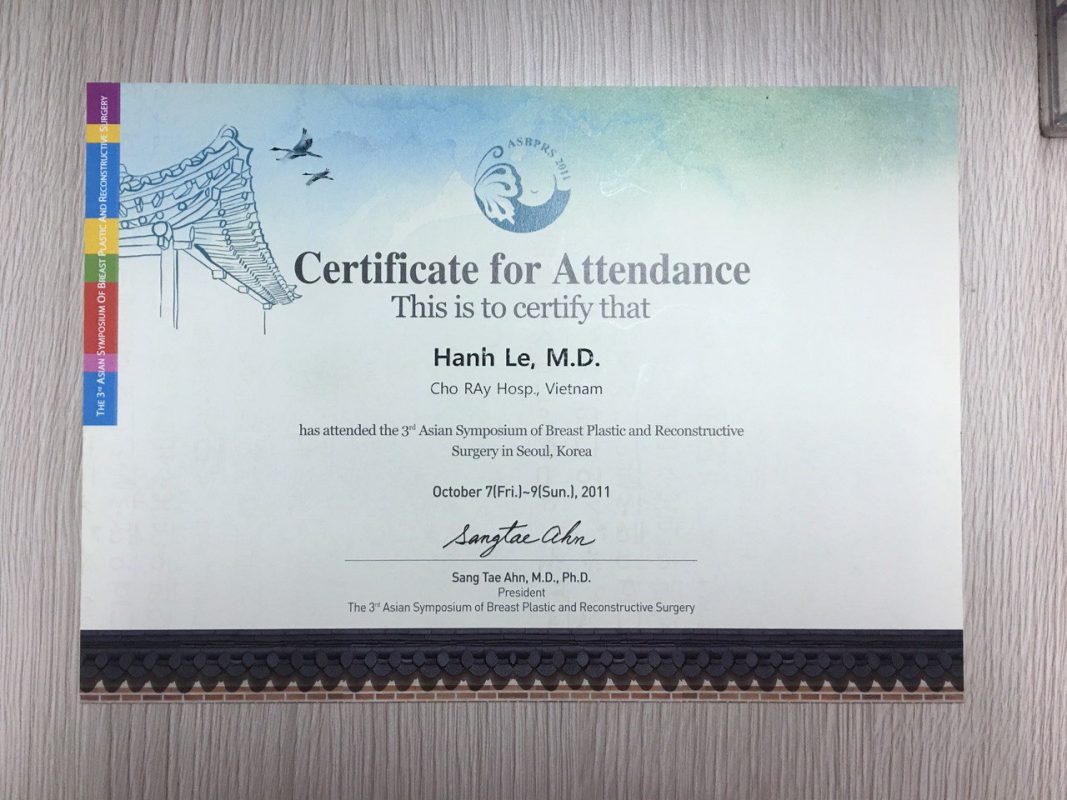 THE 3rd ASIAN SYMPOSIUM OF BREAST PLASTIC AND RECONSTRUCTIVE SURGERY
ASBPRS 2011
Certificate for Attendance
This is to certify that
Hanh Le, M.D.
Cho RAy Hosp., Vietnam
has attended the 3rd Asian Symposium of Breast Plastic and Reconstructive
Surgery in Seoul, Korea
October 7(Fri.)~9(Sun.), 2011
Sangtae Ahn
Sang Tae Ahn, M.D., Ph.D.
President
The 3rd Asian Symposium of Breast Plastic and Reconstructive Surgery